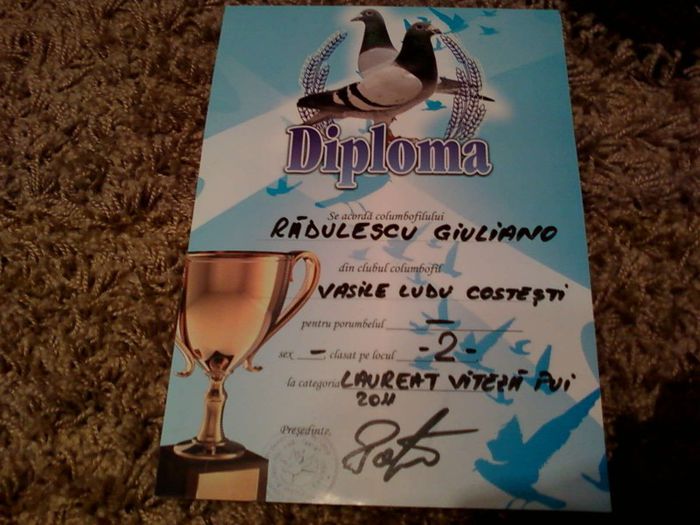 Diploma
Se acordă columbofilului
RĂDULESCU GIULIANO
din clubul columbofil
VASILE LUDU COSTEȘTI
pentru porumbelul —
sex —, clasat pe locul -2-
la categoria LAUREAT VITEZĂ PUI
2011
Președinte,